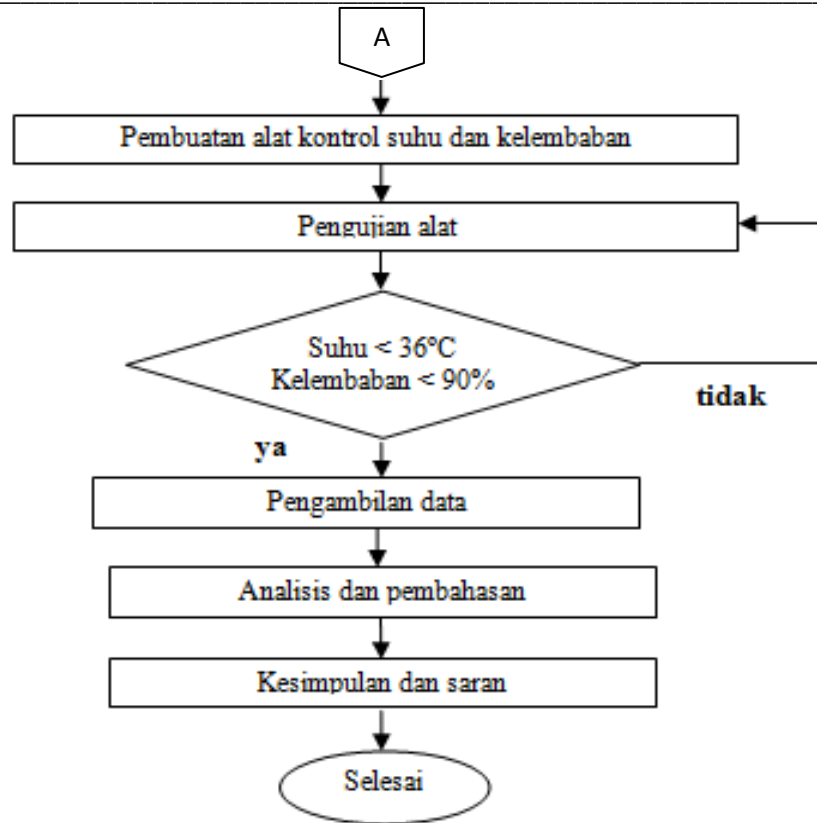 A
Pembuatan alat kontrol suhu dan kelembaban
Pengujian alat
Suhu < 36°C
Kelembaban < 90%
tidak
ya
Pengambilan data
Analisis dan pembahasan
Kesimpulan dan saran
Selesai